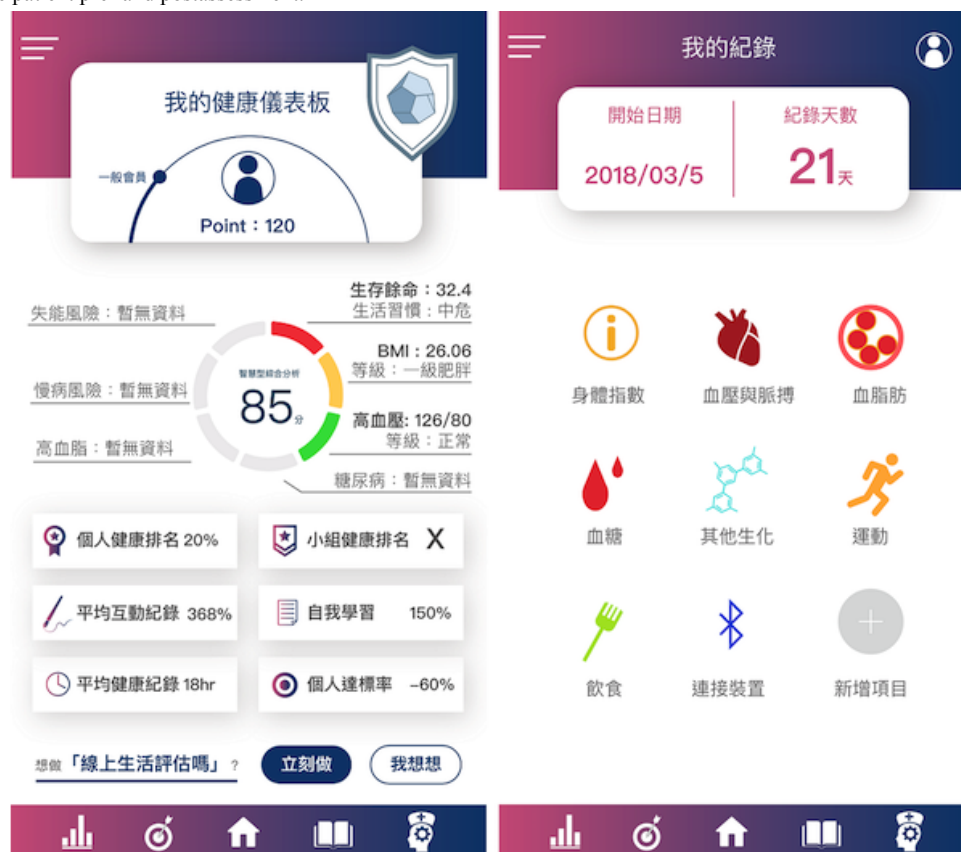 我的健康儀表板
一般會員
Point：120
失能風險：暫無資料
慢病風險：暫無資料
高血脂：暫無資料
智慧型綜合分析
85分
生存餘命：32.4
生活習慣：中危
BMI：26.06
等級：一級肥胖
高血壓: 126/80
等級：正常
糖尿病：暫無資料
個人健康排名 20%
小組健康排名 X
平均互動紀錄 368%
自我學習 150%
平均健康紀錄 18hr
個人達標率 -60%
想做「線上生活評估嗎」？
立刻做
我想想
我的紀錄
開始日期
2018/03/5
紀錄天數
21天
身體指數
血壓與脈搏
血脂肪
血糖
其他生化
運動
飲食
連接裝置
新增項目